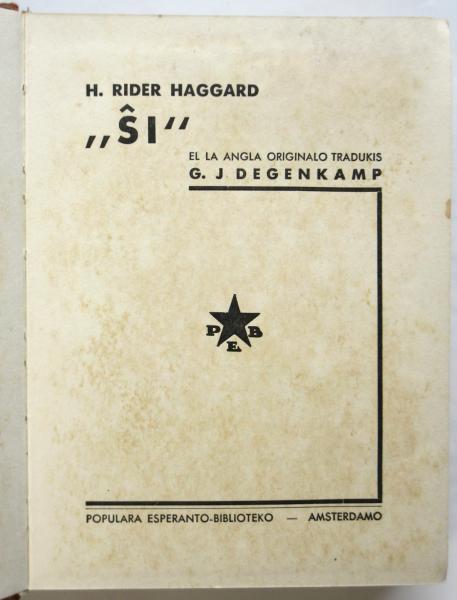 H. RIDER HAGGARD
„ŜI“
EL LA ANGLA ORIGINALO TRADUKIS
G. J DEGENKAMP
P E B
POPULARA ESPERANTO-BIBLIOTEKO — AMSTERDAMO